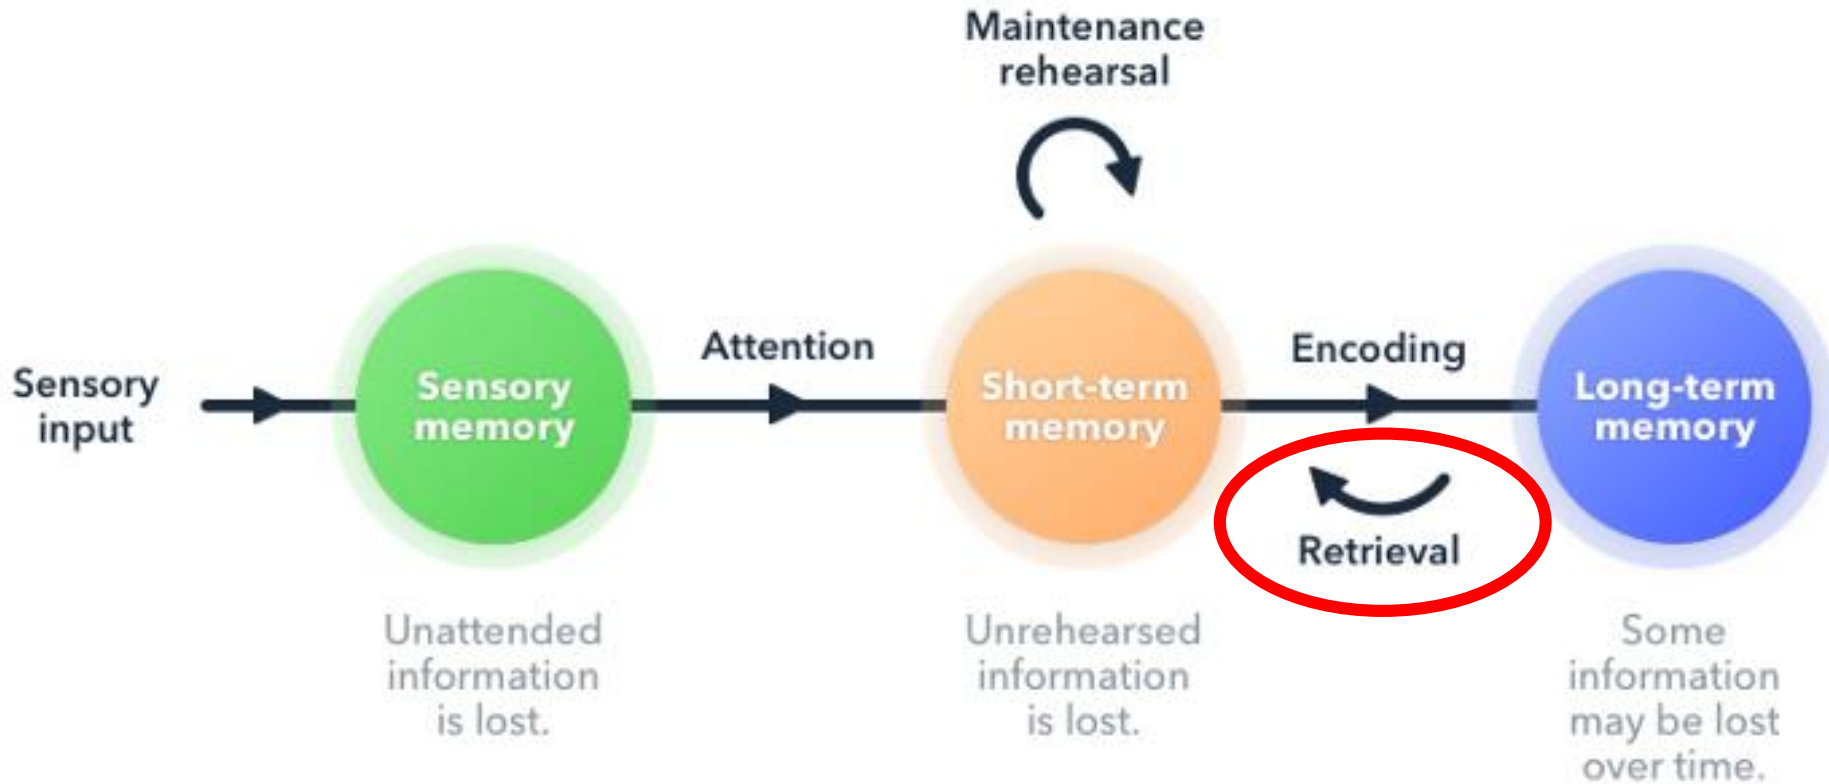 Maintenance
rehearsal
Sensory
input
Sensory
memory
Attention
Short-term
memory
Encoding
Long-term
memory
Retrieval
Unattended
information
is lost.
Unrehearsed
information
is lost.
Some
information
may be lost
over time.